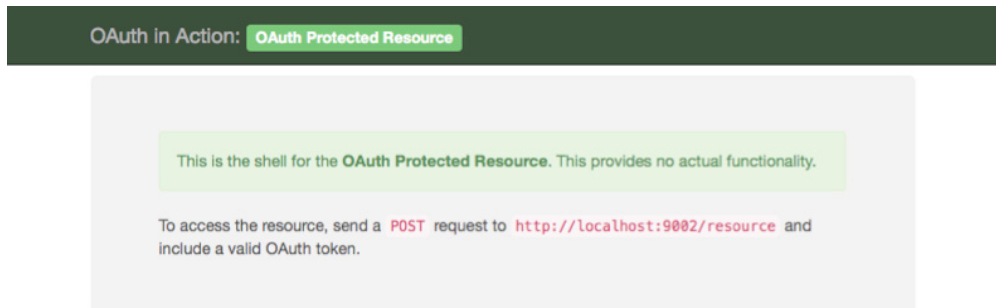 OAuth in Action: OAuth Protected Resource
This is the shell for the OAuth Protected Resource. This provides no actual functionality.
To access the resource, send a POST request to http://localhost:9002/resource and
include a valid OAuth token.